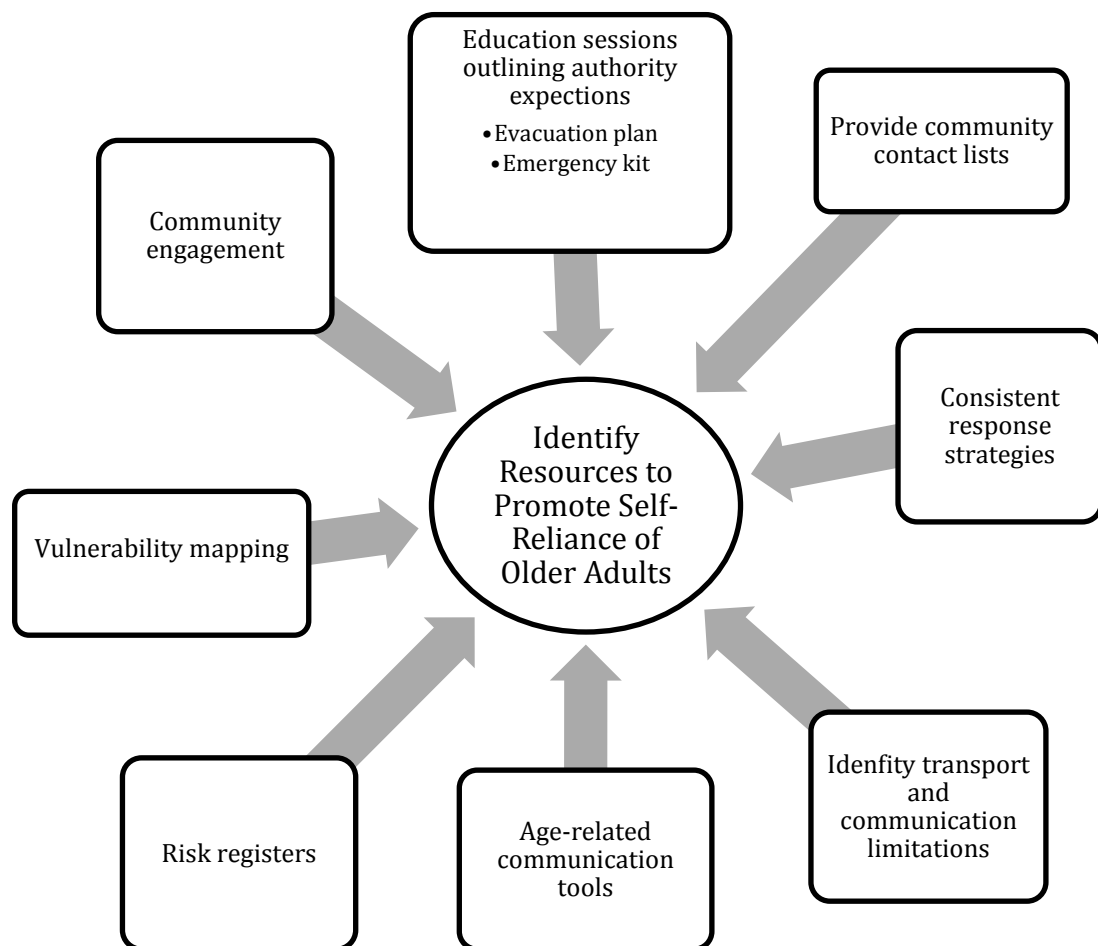 Education sessions
outlining authority
expections
•Evacuation plan
•Emergency kit
Provide community
contact lists
Community
engagement
Consistent
response
strategies
Identify
Resources to
Promote Self-
Reliance of
Older Adults
Vulnerability mapping
Idenfity transport
and
communication
limitations
Age-related
communication
tools
Risk registers